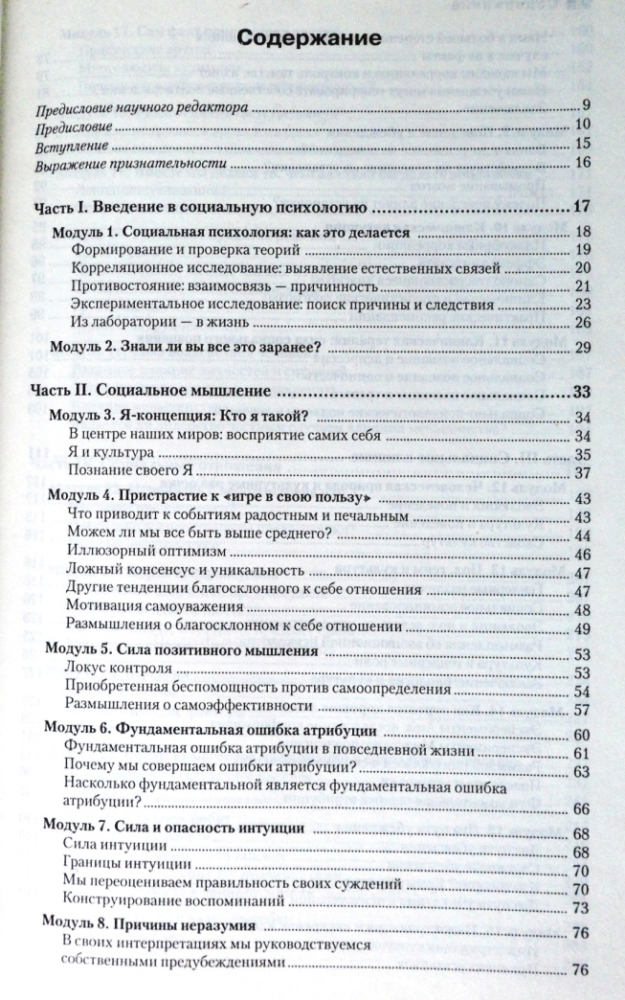 Содержание
Предисловие научного редактора 9
Предисловие 10
Вступление 15
Выражение признательности 16
Часть I. Введение в социальную психологию 17
Модуль 1. Социальная психология: как это делается 18
Формирование и проверка теорий 19
Корреляционное исследование: выявление естественных связей 20
Противостояние: взаимосвязь — причинность 21
Экспериментальное исследование: поиск причины и следствия 23
Из лаборатории — в жизнь 26
Модуль 2. Знали ли вы все это заранее? 29
Часть II. Социальное мышление 33
Модуль 3. Я-концепция: Кто я такой? 34
В центре наших миров: восприятие самих себя 34
Я и культура 35
Познание своего Я 37
Модуль 4. Пристрастие к «игре в свою пользу» 43
Что приводит к событиям радостным и печальным 43
Можем ли мы все быть выше среднего? 44
Иллюзорный оптимизм 46
Ложный консенсус и уникальность 47
Другие тенденции благосклонного к себе отношения 47
Мотивация самоуважения 48
Размышления о благосклонном к себе отношении 49
Модуль 5. Сила позитивного мышления 53
Локус контроля 53
Приобретенная беспомощность против самоопределения 54
Размышления о самоэффективности 57
Модуль 6. Фундаментальная ошибка атрибуции 60
Фундаментальная ошибка атрибуции в повседневной жизни 61
Почему мы совершаем ошибки атрибуции? 63
Насколько фундаментальной является фундаментальная ошибка
атрибуции? 66
Модуль 7. Сила и опасность интуиции 68
Сила интуиции 68
Границы интуиции 70
Мы переоцениваем правильность своих суждений 70
Конструирование воспоминаний 73
Модуль 8. Причины неразумия 76
В своих интерпретациях мы руководствуемся
собственными предубеждениями 76